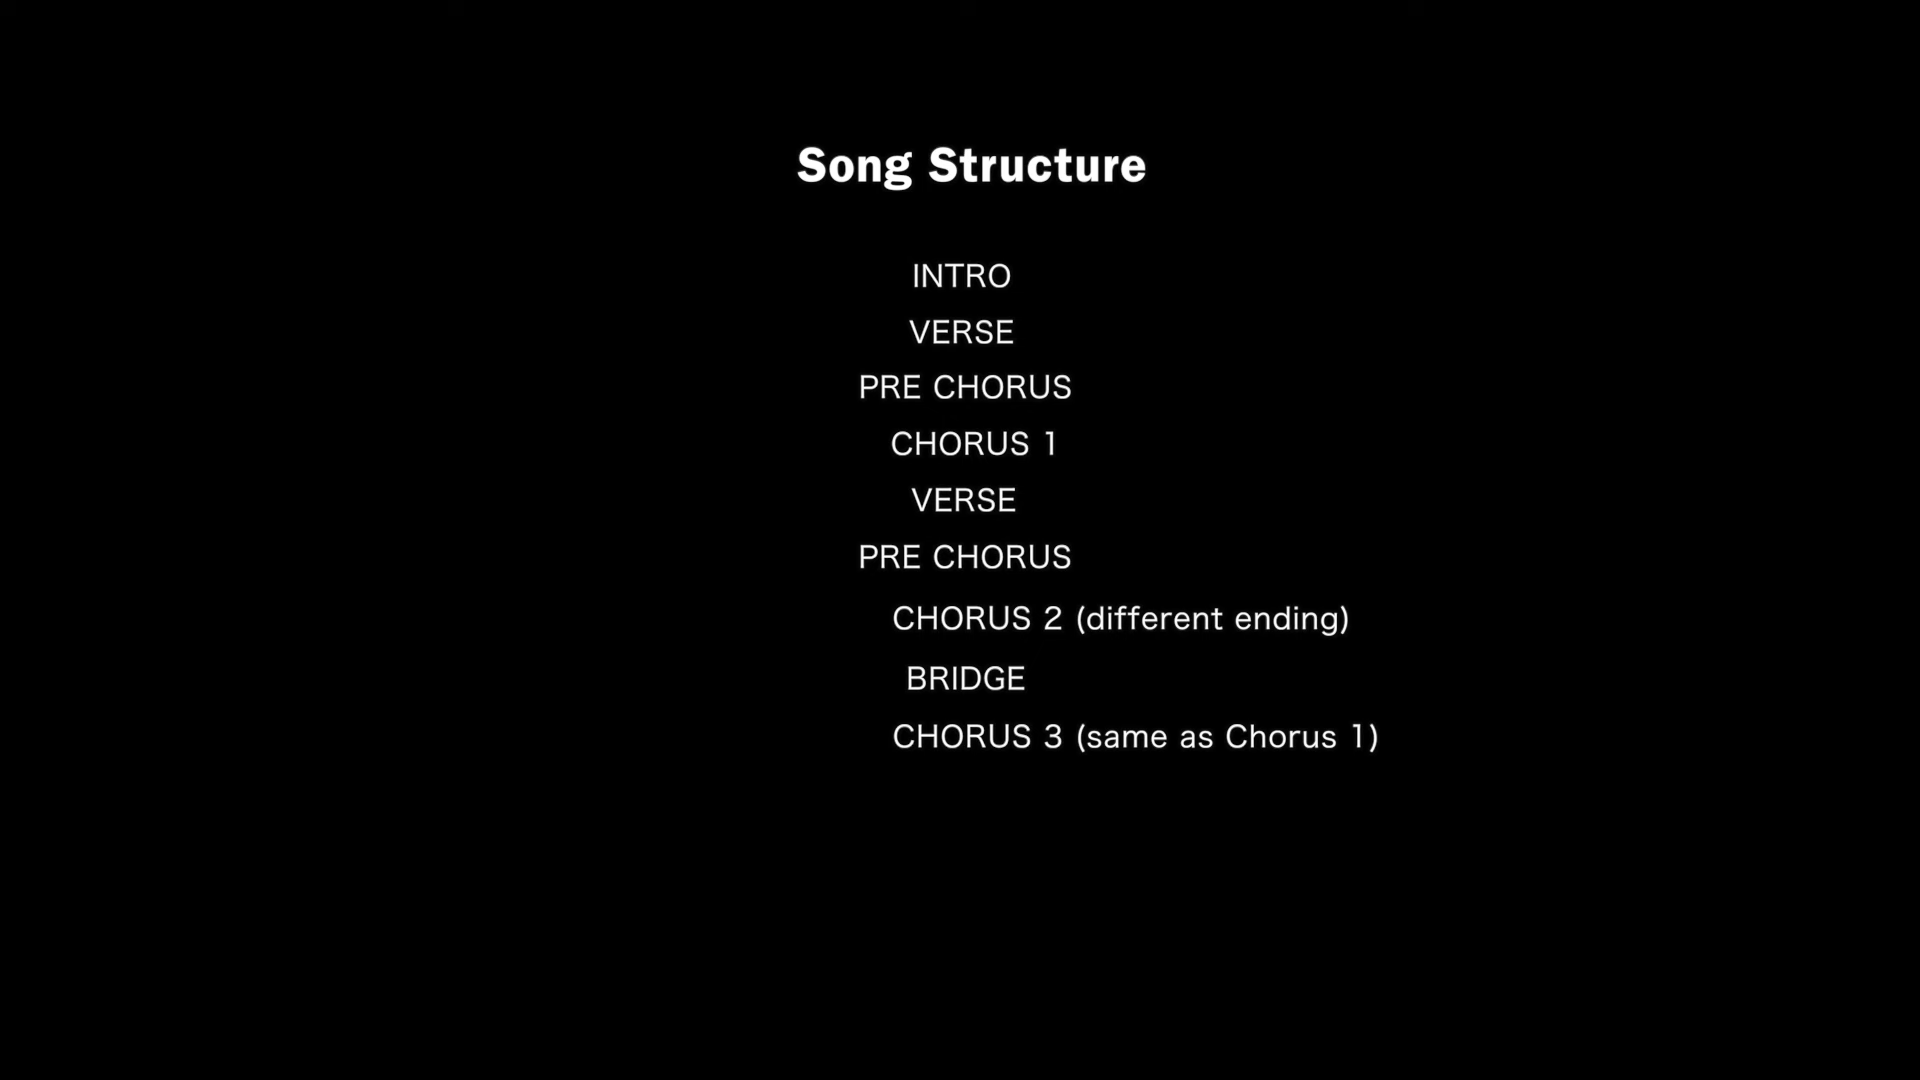 Song Structure
INTRO
VERSE
PRE CHORUS
CHORUS 1
VERSE
PRE CHORUS
CHORUS 2 (different ending)
BRIDGE
CHORUS 3 (same as Chorus 1)